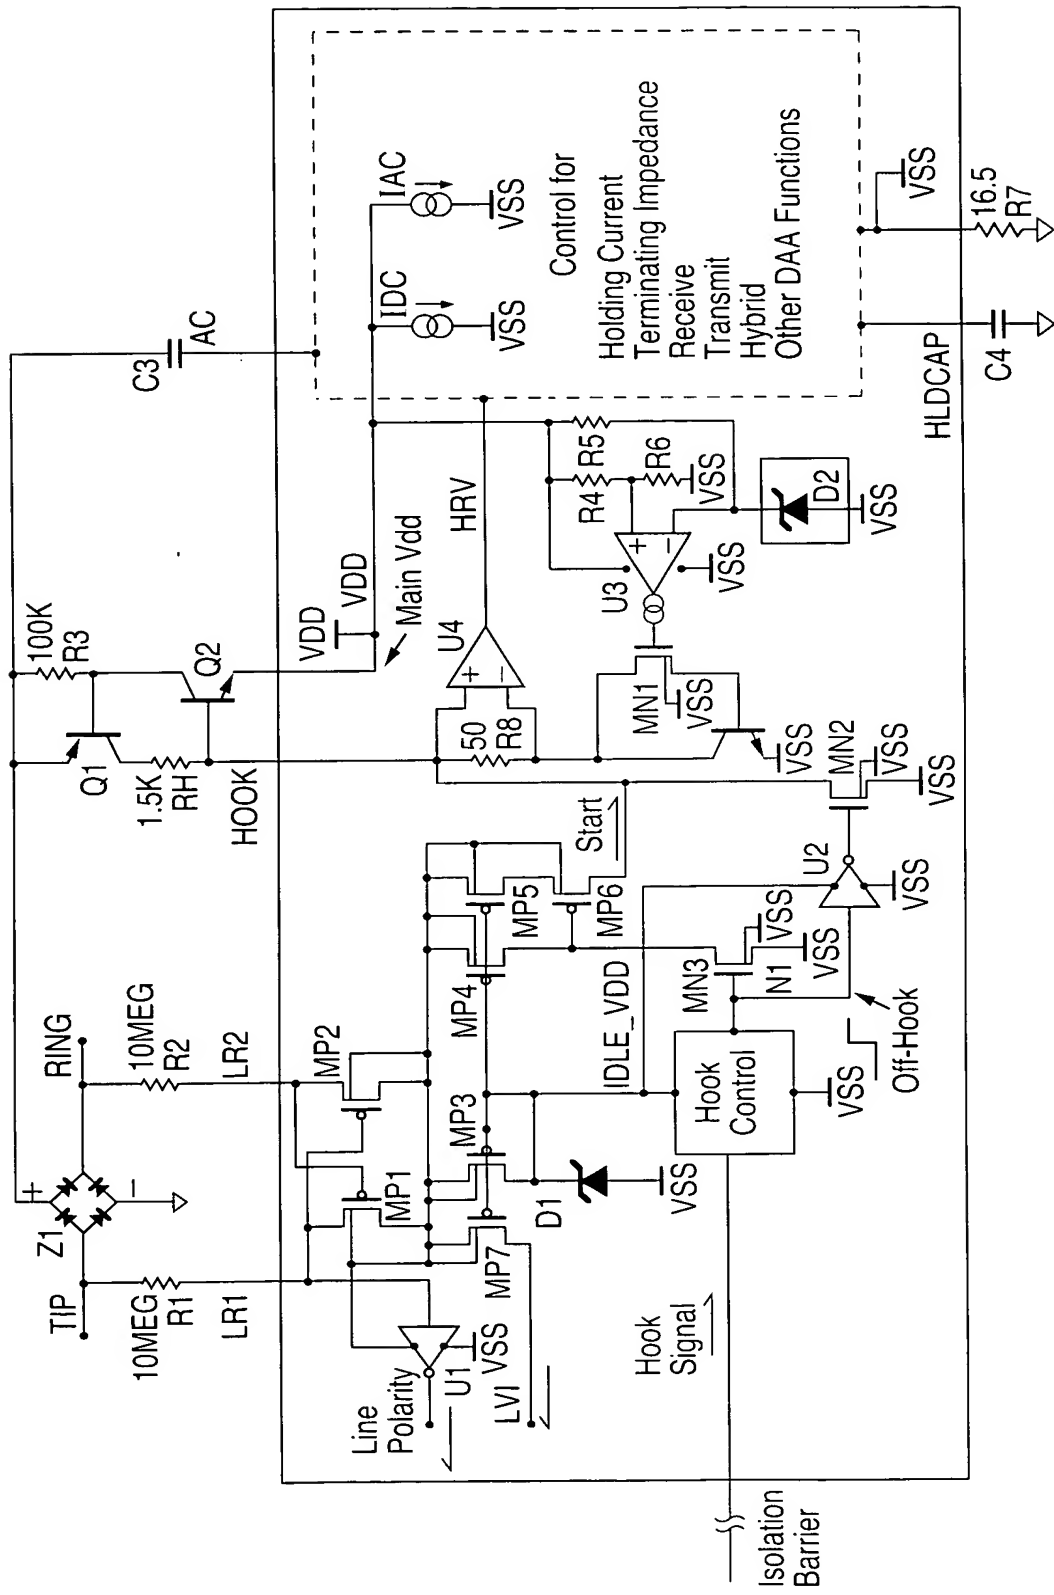 TIP
RING
Z1
+
−
10MEG
R1
LR1
10MEG
R2
LR2
Q1
1.5K
RH
HOOK
100K
R3
Q2
VDD
VDD
Main Vdd
C3
AC
MP1
MP2
Line
Polarity
U1
VSS
LVI
MP7
MP3
D1
VSS
MP4
MP5
MP6
IDLE_VDD
Start
Hook
Signal
Hook
Control
VSS
Off-Hook
MN3
N1
VSS
VSS
U2
VSS
MN2
VSS
VSS
50
R8
U4
+
−
HRV
MN1
VSS
VSS
U3
+
−
VSS
R4
R5
R6
VSS
D2
VSS
IDC
VSS
IAC
VSS
Control for
Holding Current
Terminating Impedance
Receive
Transmit
Hybrid
Other DAA Functions
HLDCAP
C4
VSS
16.5
R7
Isolation
Barrier